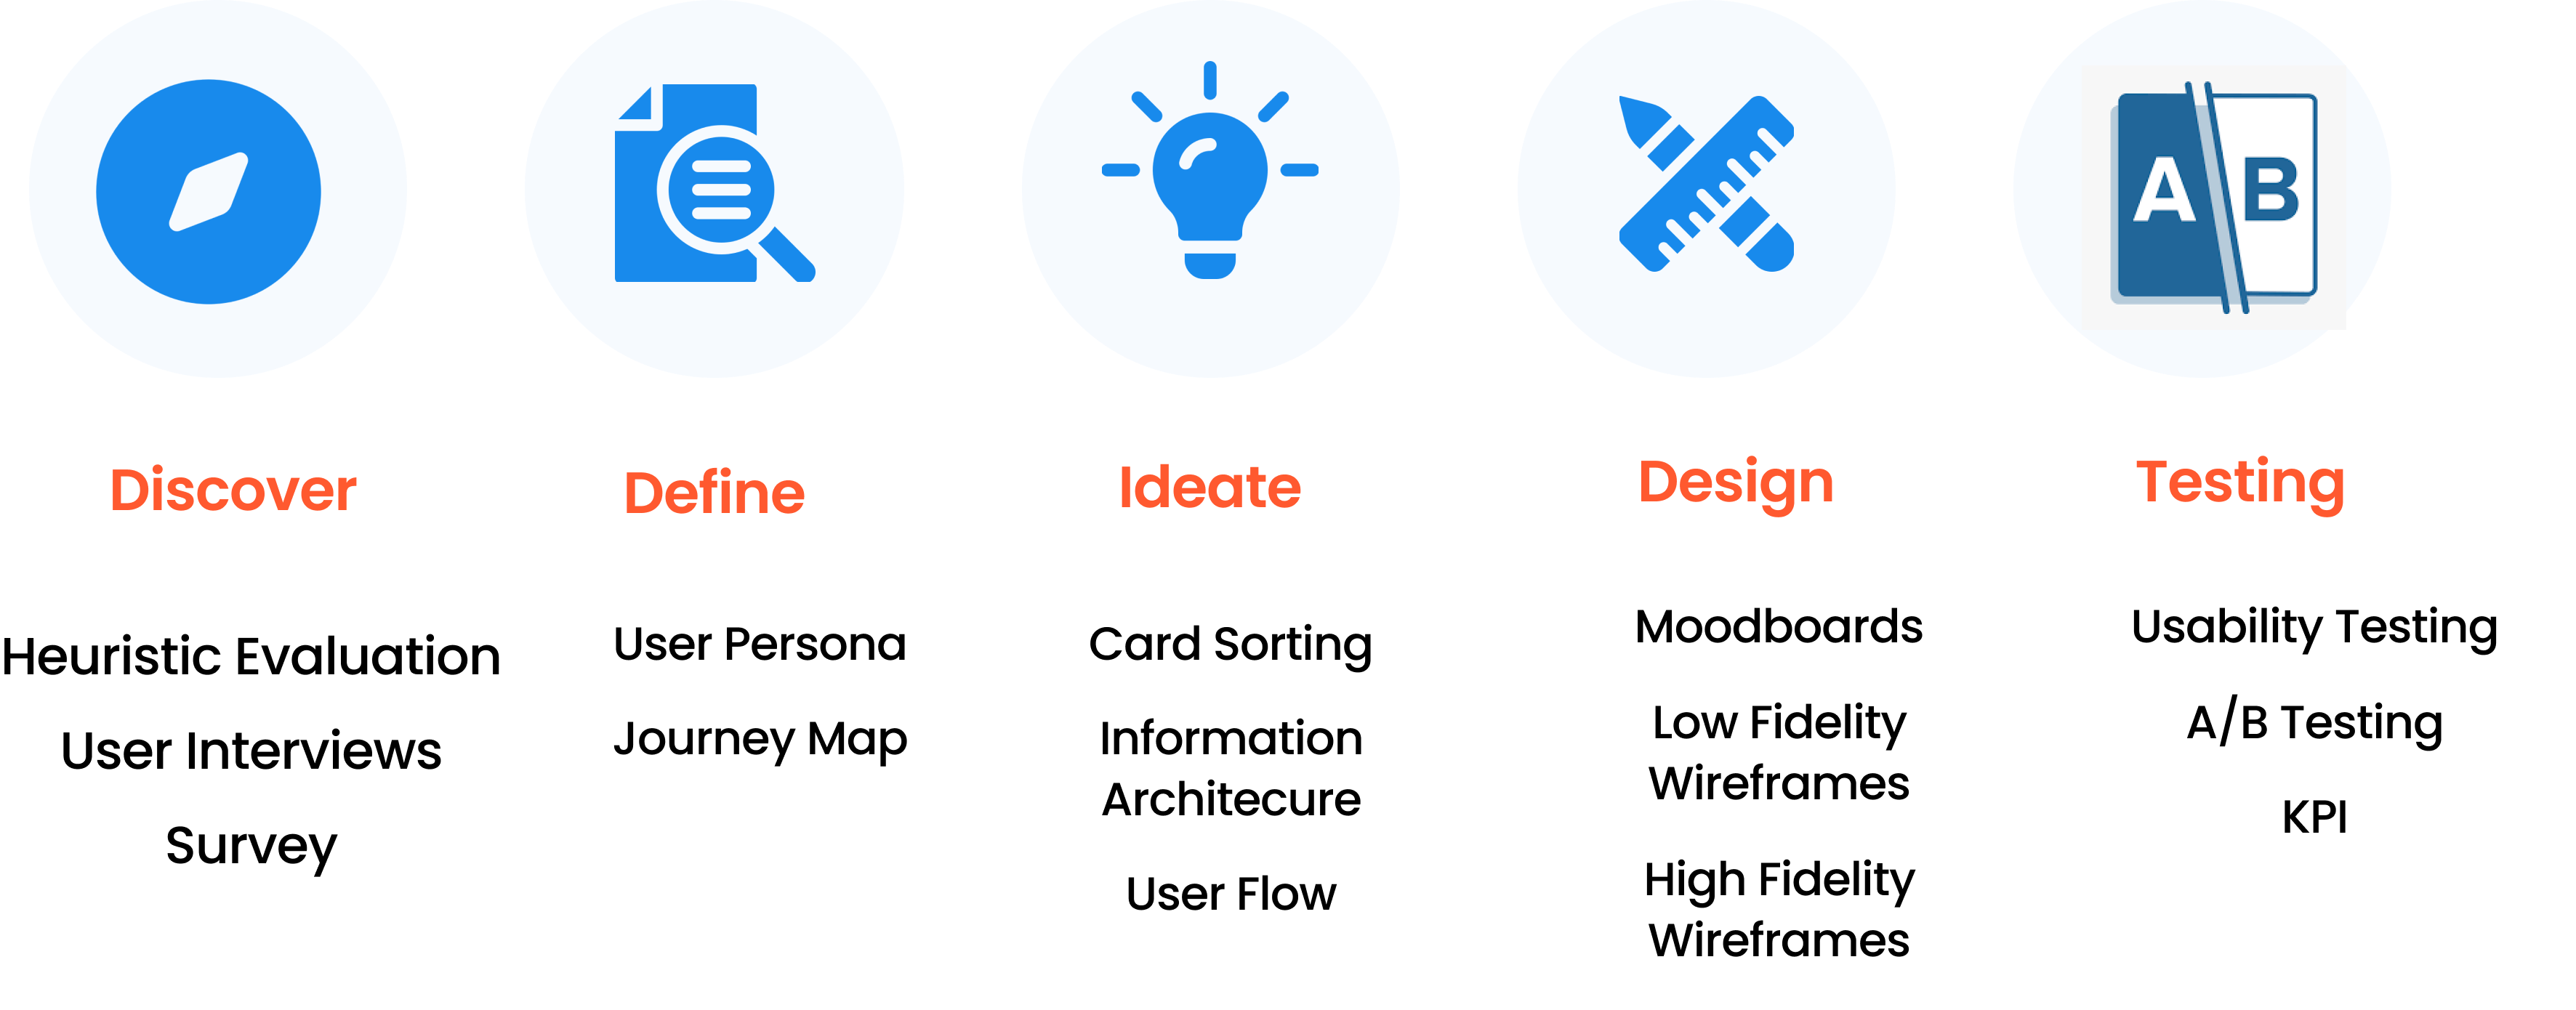 A B
Discover
Heuristic Evaluation
User Interviews
Survey
Define
User Persona
Journey Map
Ideate
Card Sorting
Information
Architecure
User Flow
Design
Moodboards
Low Fidelity
Wireframes
High Fidelity
Wireframes
Testing
Usability Testing
A/B Testing
KPI